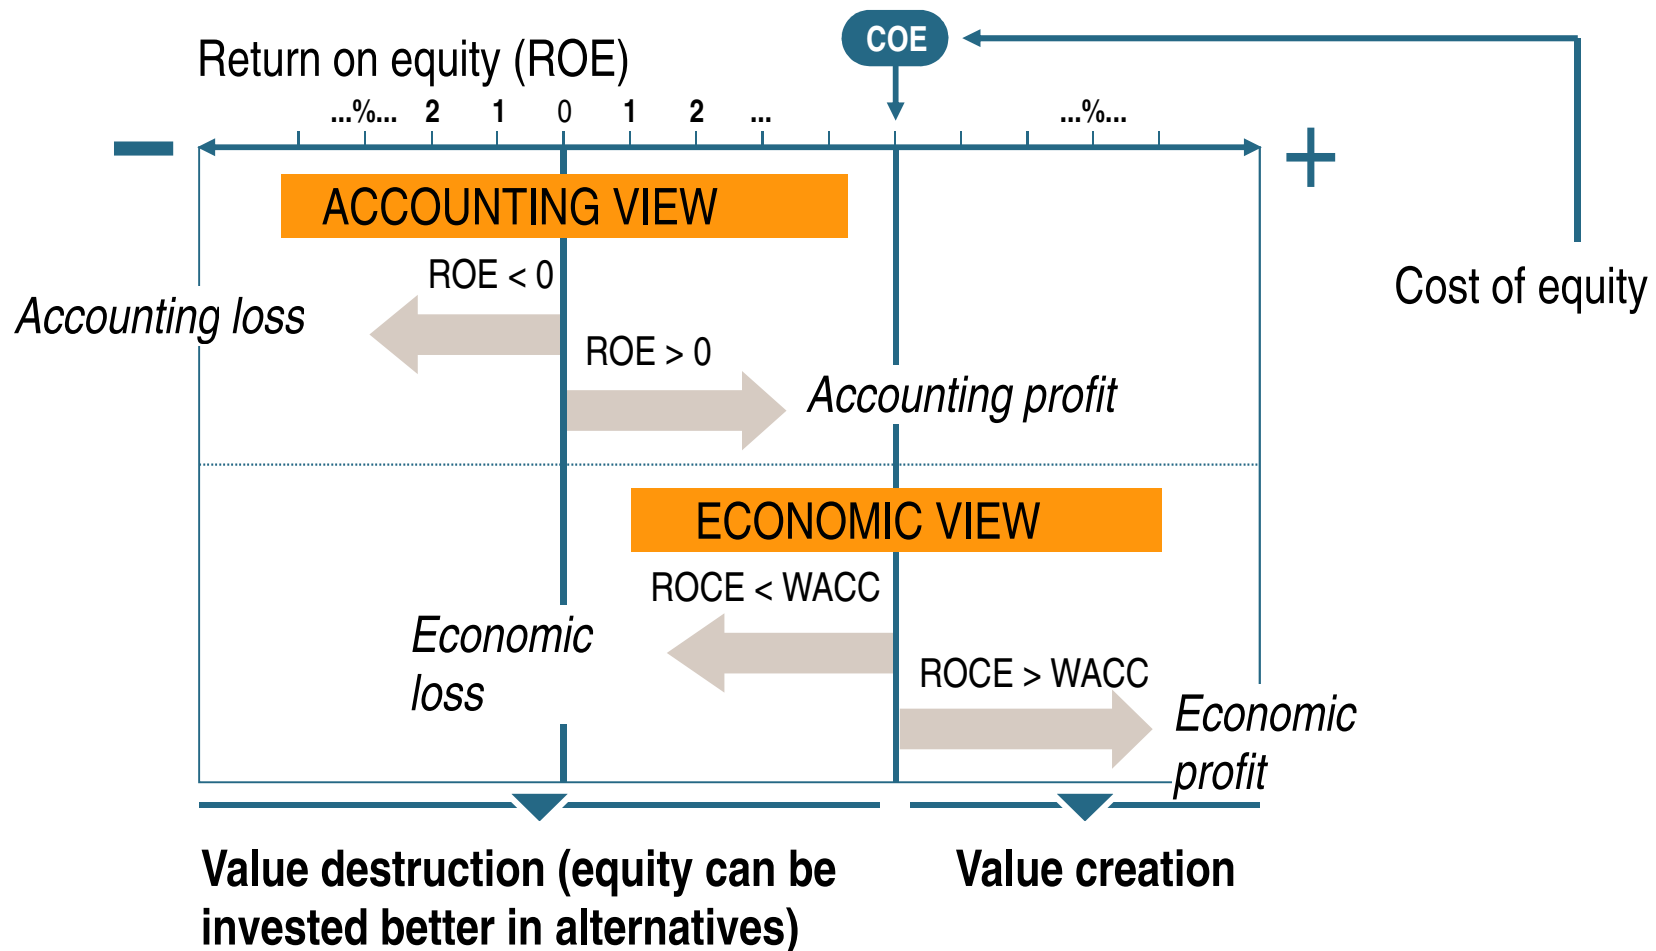 COE
Return on equity (ROE)
...%... 2 1 0 1 2 ... ...%...
− +
ACCOUNTING VIEW
ROE < 0
Cost of equity
Accounting loss
ROE > 0
Accounting profit
ECONOMIC VIEW
ROCE < WACC
Economic
loss
ROCE > WACC
Economic
profit
Value destruction (equity can be
invested better in alternatives)
Value creation